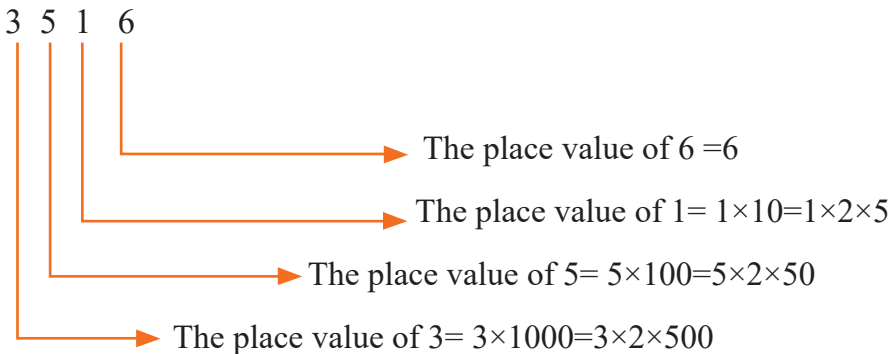 3 5 1 6
The place value of 6 =6
The place value of 1= 1×10=1×2×5
The place value of 5= 5×100=5×2×50
The place value of 3= 3×1000=3×2×500